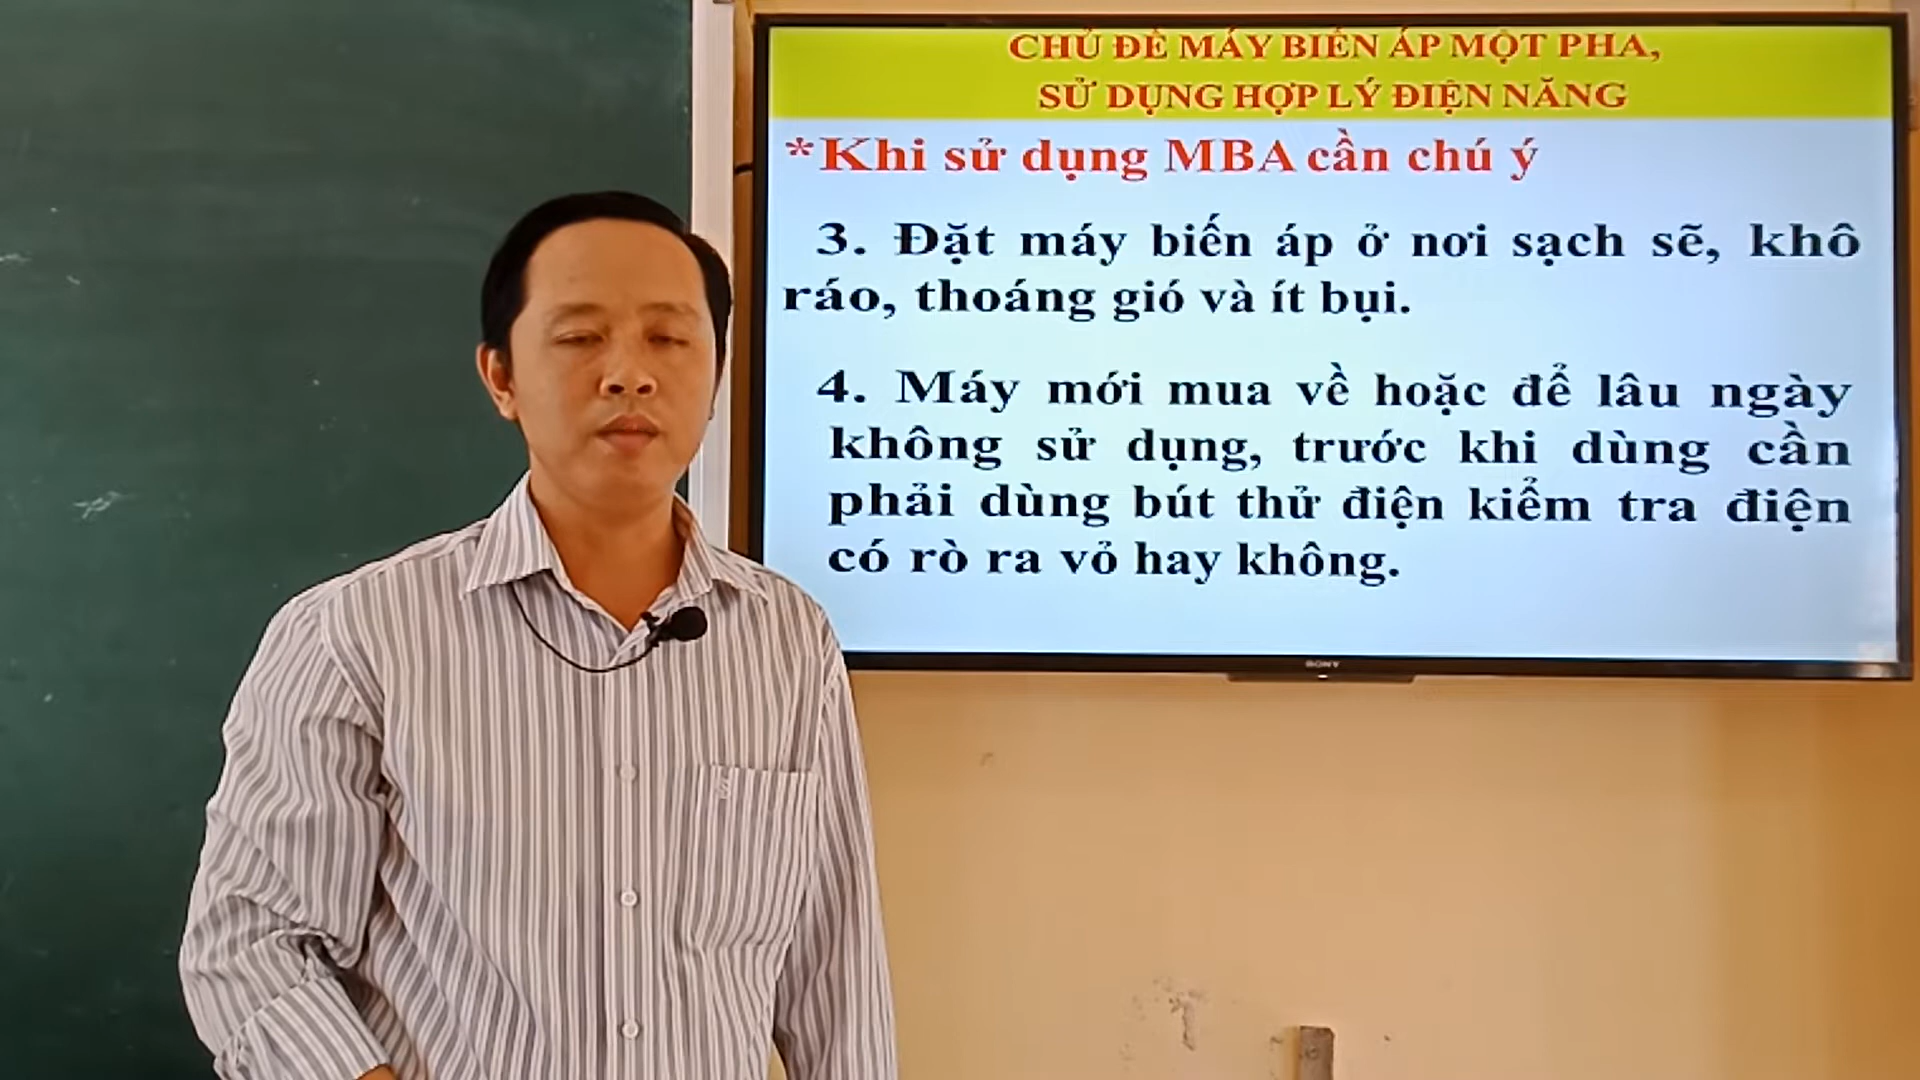 CHỦ ĐỀ MÁY BIẾN ÁP MỘT PHA,
SỬ DỤNG HỢP LÝ ĐIỆN NĂNG
*Khi sử dụng MBA cần chú ý
3. Đặt máy biến áp ở nơi sạch sẽ, khô
ráo, thoáng gió và ít bụi.
4. Máy mới mua về hoặc để lâu ngày
không sử dụng, trước khi dùng cần
phải dùng bút thử điện kiểm tra điện
có rò ra vỏ hay không.
SONY